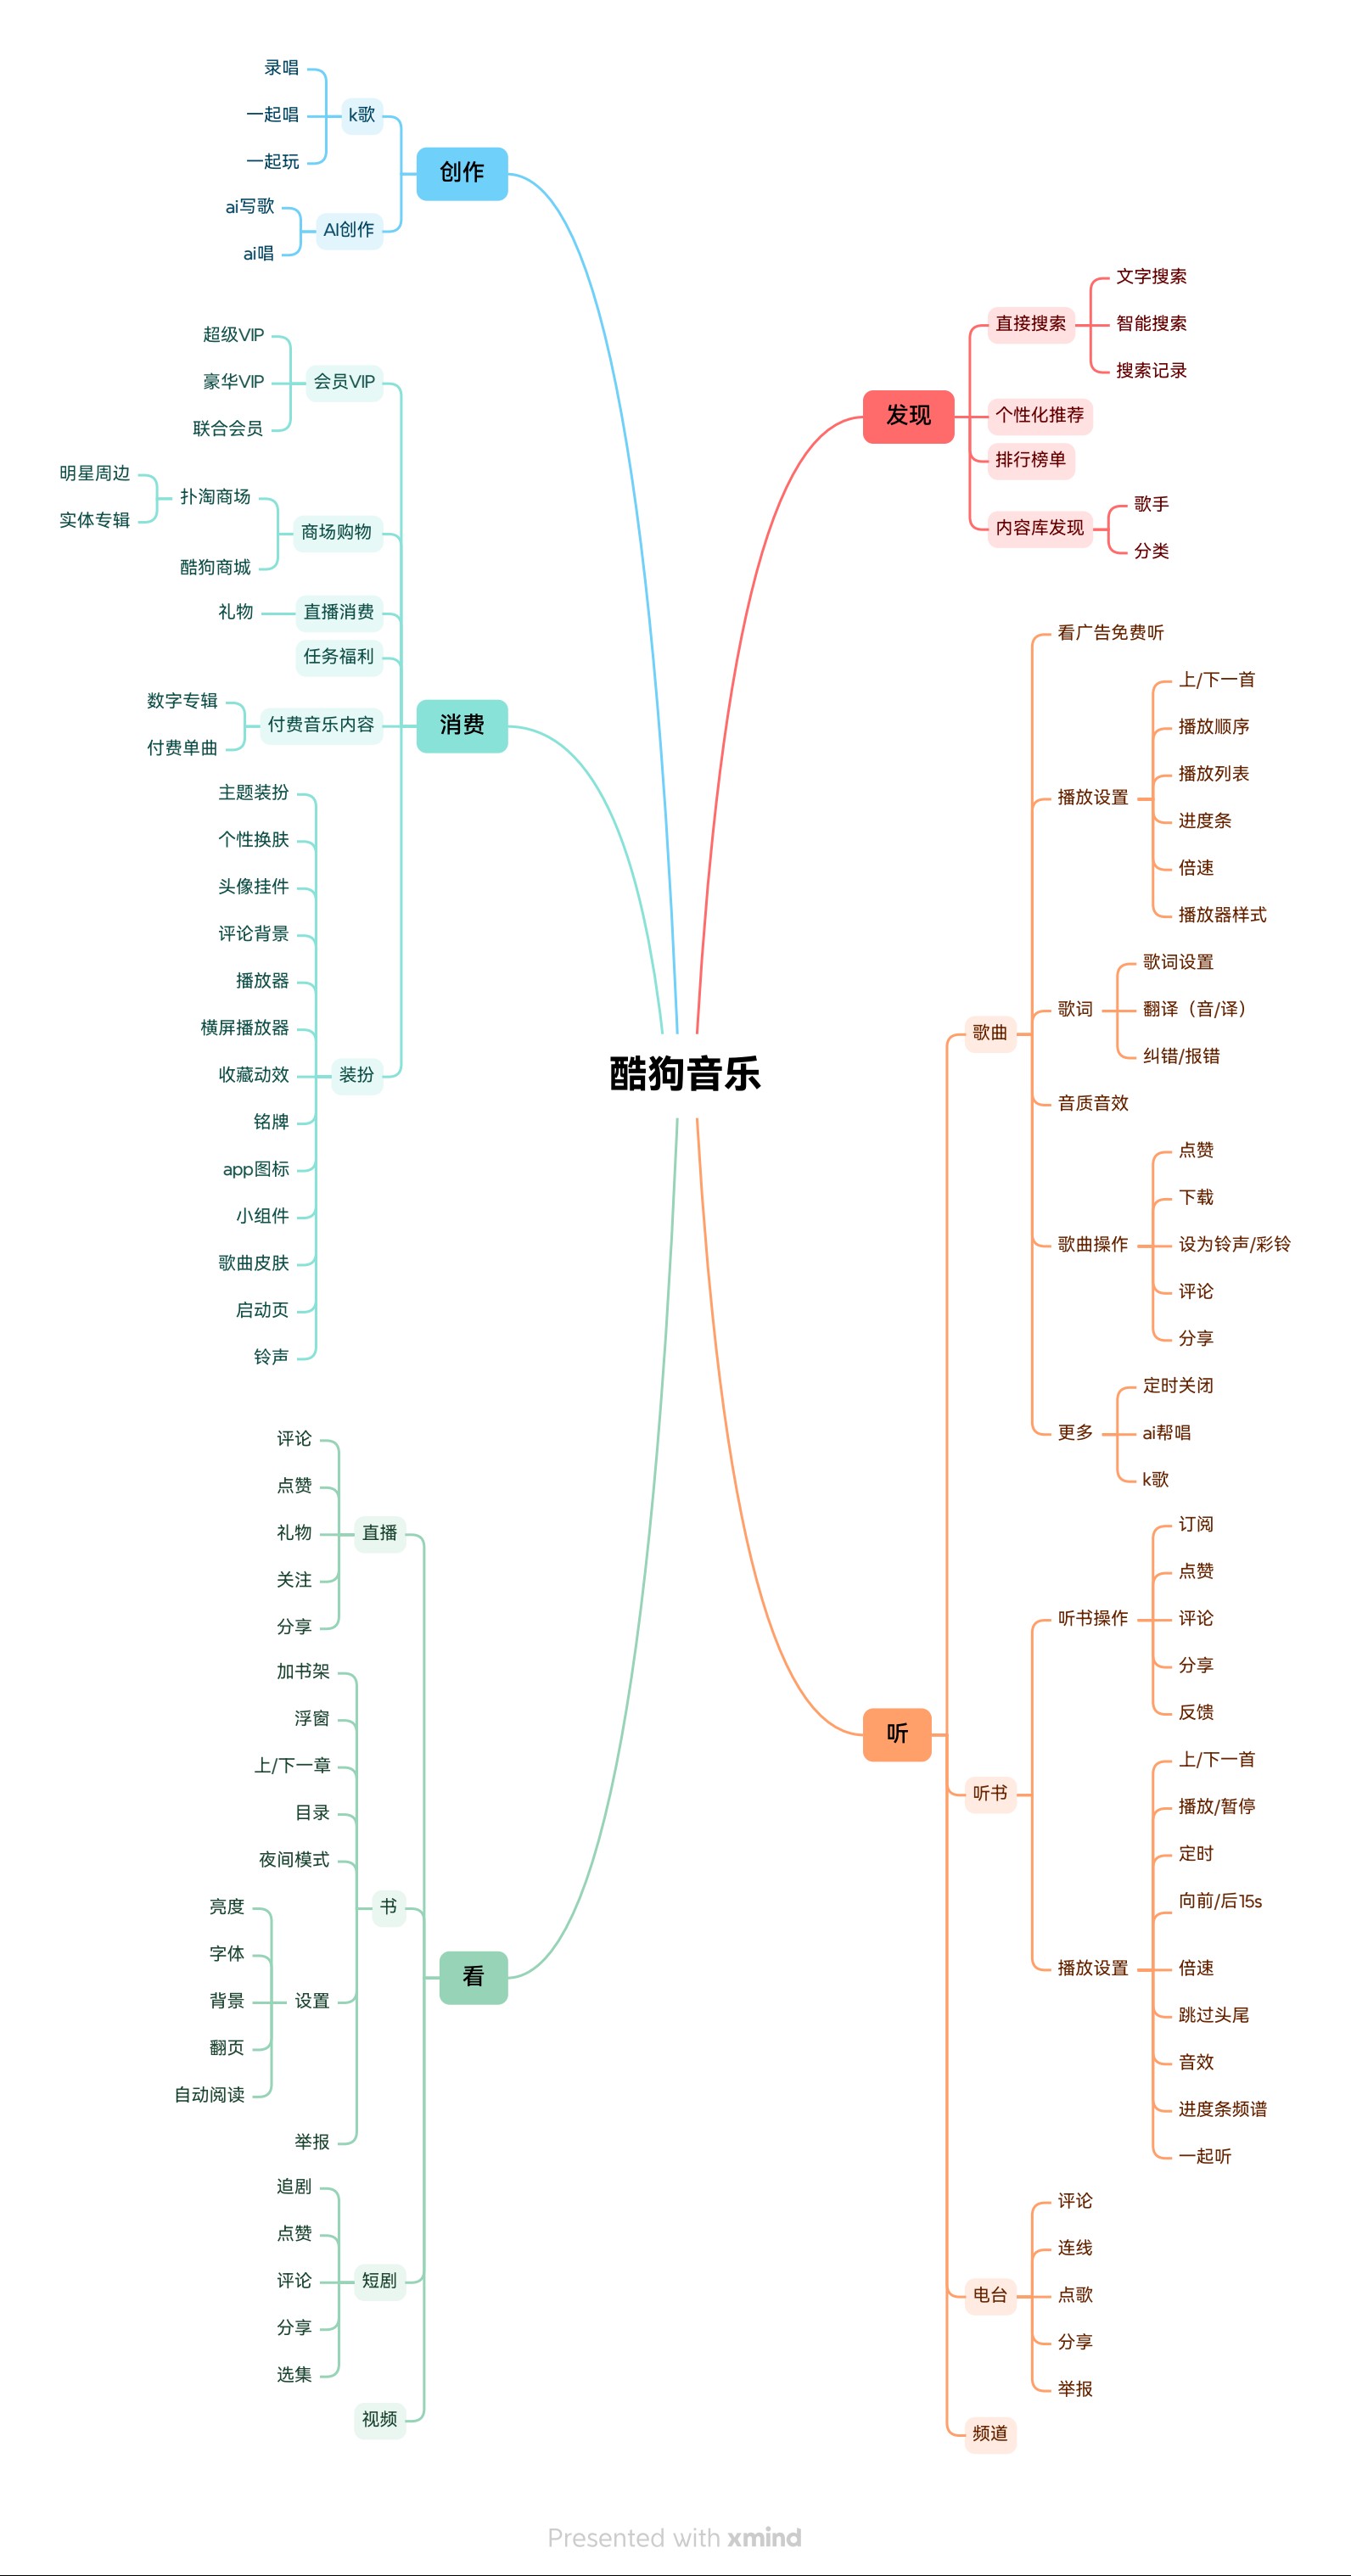 酷狗音乐
发现
直接搜索
文字搜索
智能搜索
搜索记录
个性化推荐
排行榜单
内容库发现
歌手
分类
听
歌曲
看广告免费听
播放设置
上/下一首
播放顺序
播放列表
进度条
倍速
播放器样式
歌词
歌词设置
翻译（音/译）
纠错/报错
音质音效
歌曲操作
点赞
下载
设为铃声/彩铃
评论
分享
更多
定时关闭
ai帮唱
k歌
听书
听书操作
订阅
点赞
评论
分享
反馈
播放设置
上/下一首
播放/暂停
定时
向前/后15s
倍速
跳过头尾
音效
进度条频谱
一起听
电台
评论
连线
点歌
分享
举报
频道
创作
k歌
录唱
一起唱
一起玩
AI创作
ai写歌
ai唱
消费
会员VIP
超级VIP
豪华VIP
联合会员
商场购物
扑淘商场
明星周边
实体专辑
酷狗商城
直播消费
礼物
任务福利
付费音乐内容
数字专辑
付费单曲
装扮
主题装扮
个性换肤
头像挂件
评论背景
播放器
横屏播放器
收藏动效
铭牌
app图标
小组件
歌曲皮肤
启动页
铃声
看
直播
评论
点赞
礼物
关注
分享
书
加书架
浮窗
上/下一章
目录
夜间模式
设置
亮度
字体
背景
翻页
自动阅读
举报
短剧
追剧
点赞
评论
分享
选集
视频
Presented with xmind